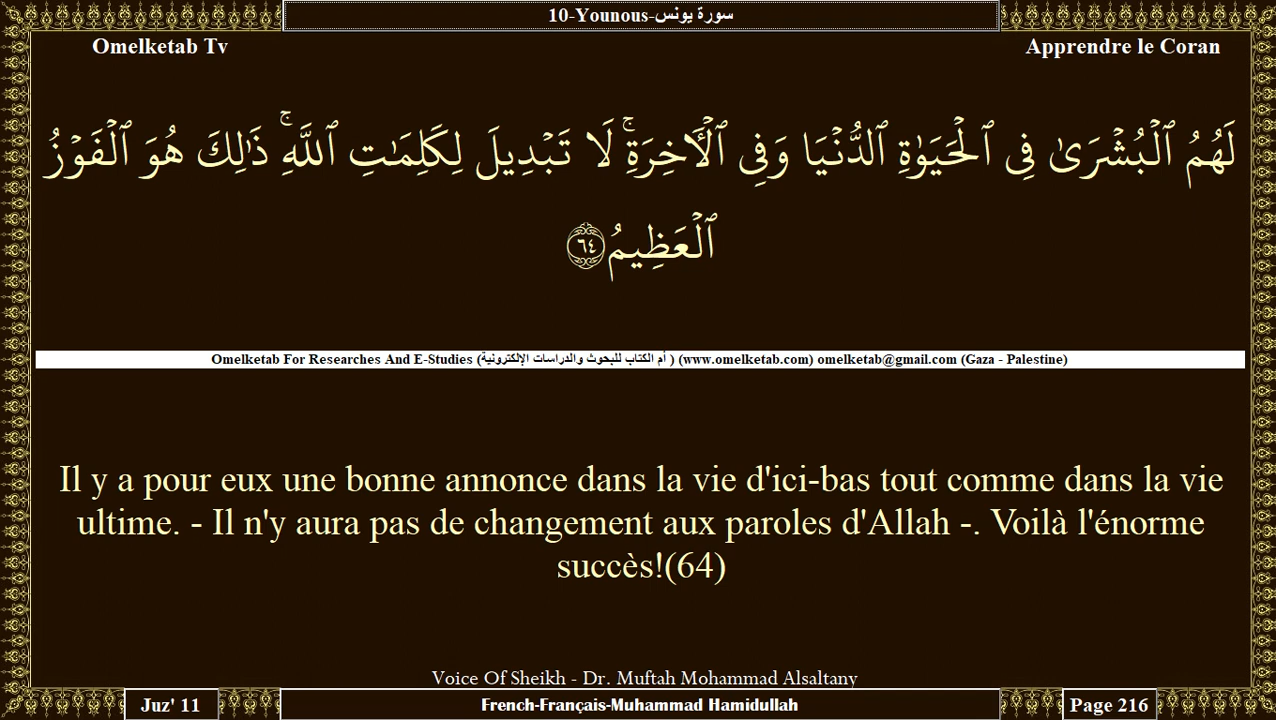 10-Younous-سورة يونس
Omelketab Tv
Apprendre le Coran
لَهُمُ ٱلْبُشْرَىٰ فِى ٱلْحَيَوٰةِ ٱلدُّنْيَا وَفِى ٱلْأَخِرَةِ ۚ لَا تَبْدِيلَ لِكَلِمَـٰتِ ٱللَّهِ ۚ ذَٰلِكَ هُوَ ٱلْفَوْزُ
ٱلْعَظِيمُ ٦٤
Omelketab For Researches And E-Studies (أم الكتاب للبحوث والدراسات الإلكترونية ) (www.omelketab.com) omelketab@gmail.com (Gaza - Palestine)
Il y a pour eux une bonne annonce dans la vie d'ici-bas tout comme dans la vie
ultime. - Il n'y aura pas de changement aux paroles d'Allah -. Voilà l'énorme
succès!(64)
Voice Of Sheikh - Dr. Muftah Mohammad Alsaltany
Juz' 11
French-Français-Muhammad Hamidullah
Page 216